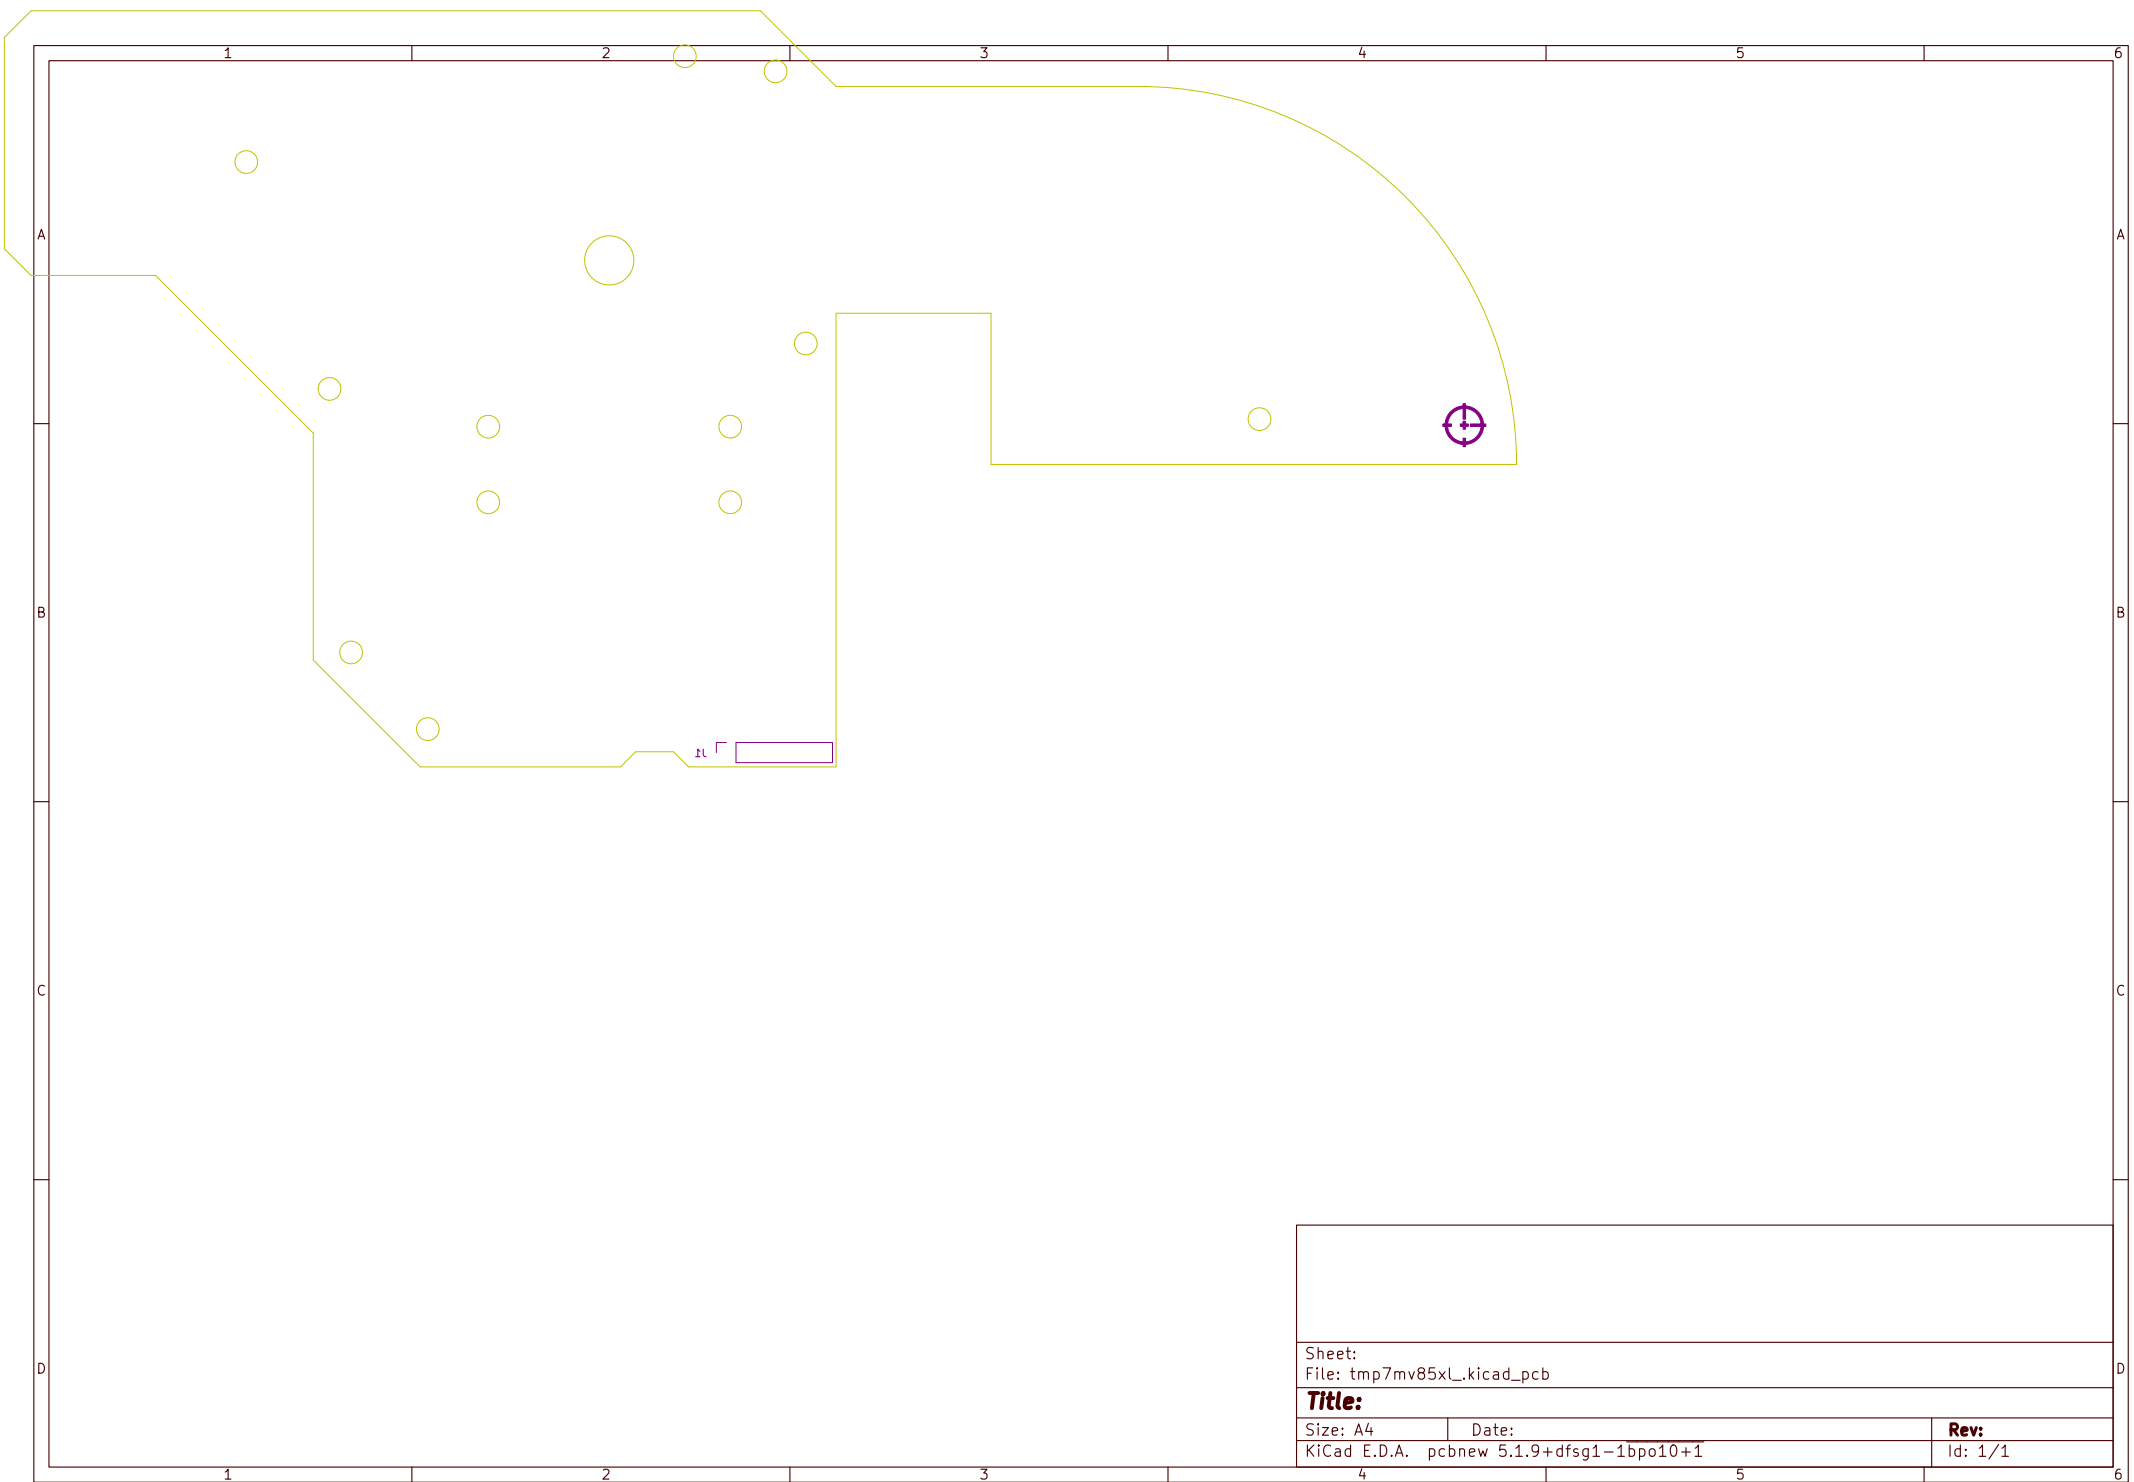 1 2 3 4 5 6
A A
J1
B B
C C
Sheet:
D File: tmp7mv85xl_.kicad_pcb D
Title:
Size: A4 Date: Rev:
KiCad E.D.A. pcbnew 5.1.9+dfsg1-1bpo10+1 Id: 1/1
1 2 3 4 5 6